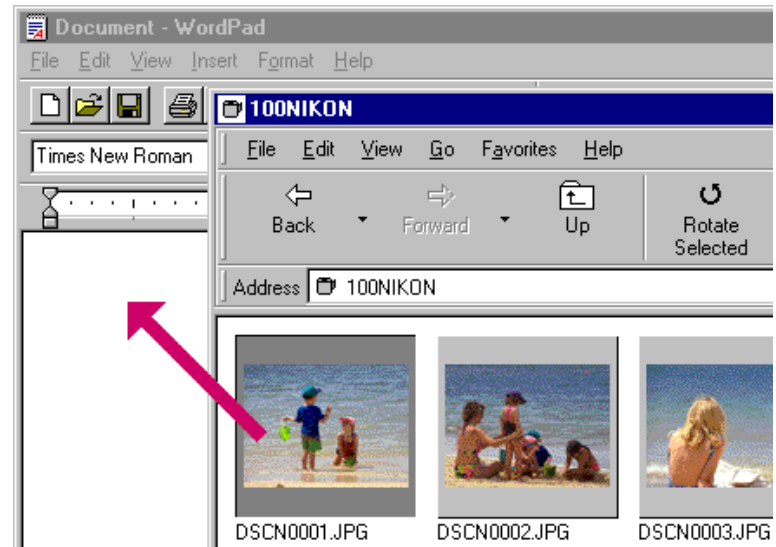 Document - WordPad
File Edit View Insert Format Help
100NIKON
Times New Roman
File Edit View Go Favorites Help
Back Forward Up Rotate Selected
Address 100NIKON
DSCN0001.JPG DSCN0002.JPG DSCN0003.JPG